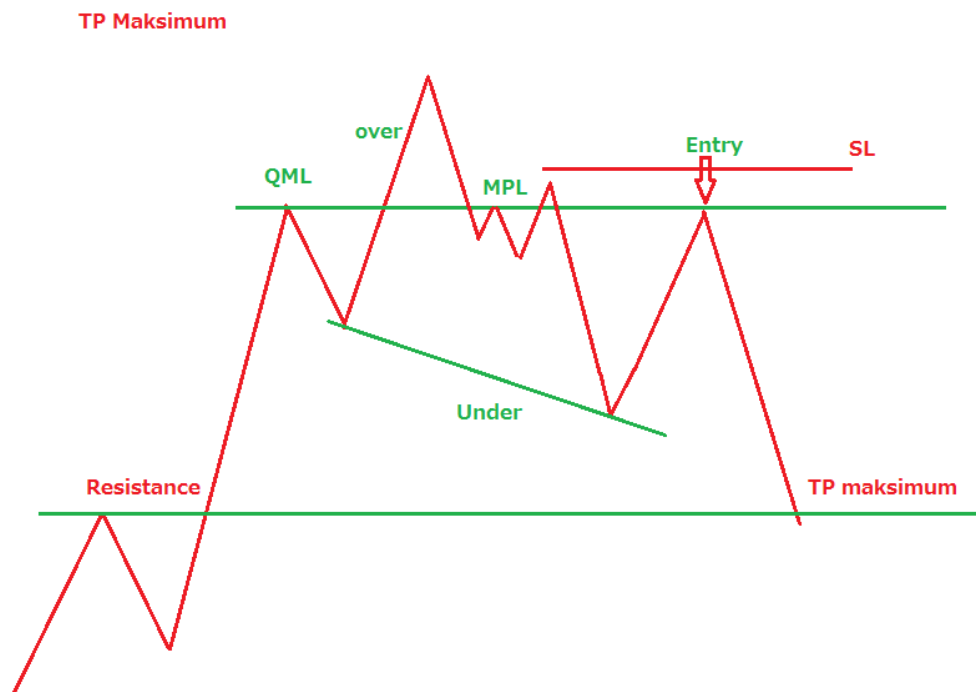 TP Maksimum
over
Entry
SL
QML
MPL
Under
Resistance
TP maksimum